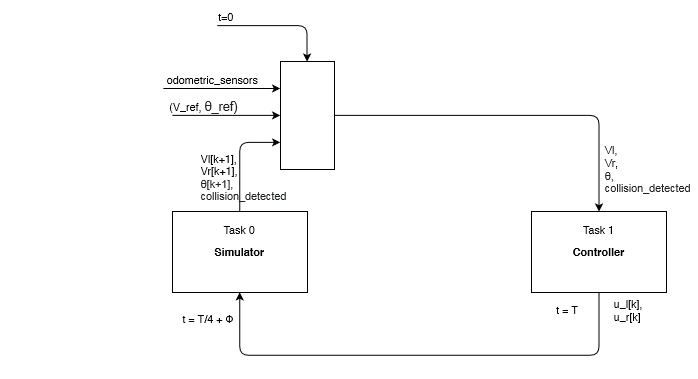 t=0
odometric_sensors
(V_ref, θ_ref)
Vl[k+1],
Vr[k+1],
θ[k+1],
collision_detected
Vl,
Vr,
θ,
collision_detected
Task 0
Simulator
Task 1
Controller
t = T/4 + Φ
t = T
u_l[k],
u_r[k]